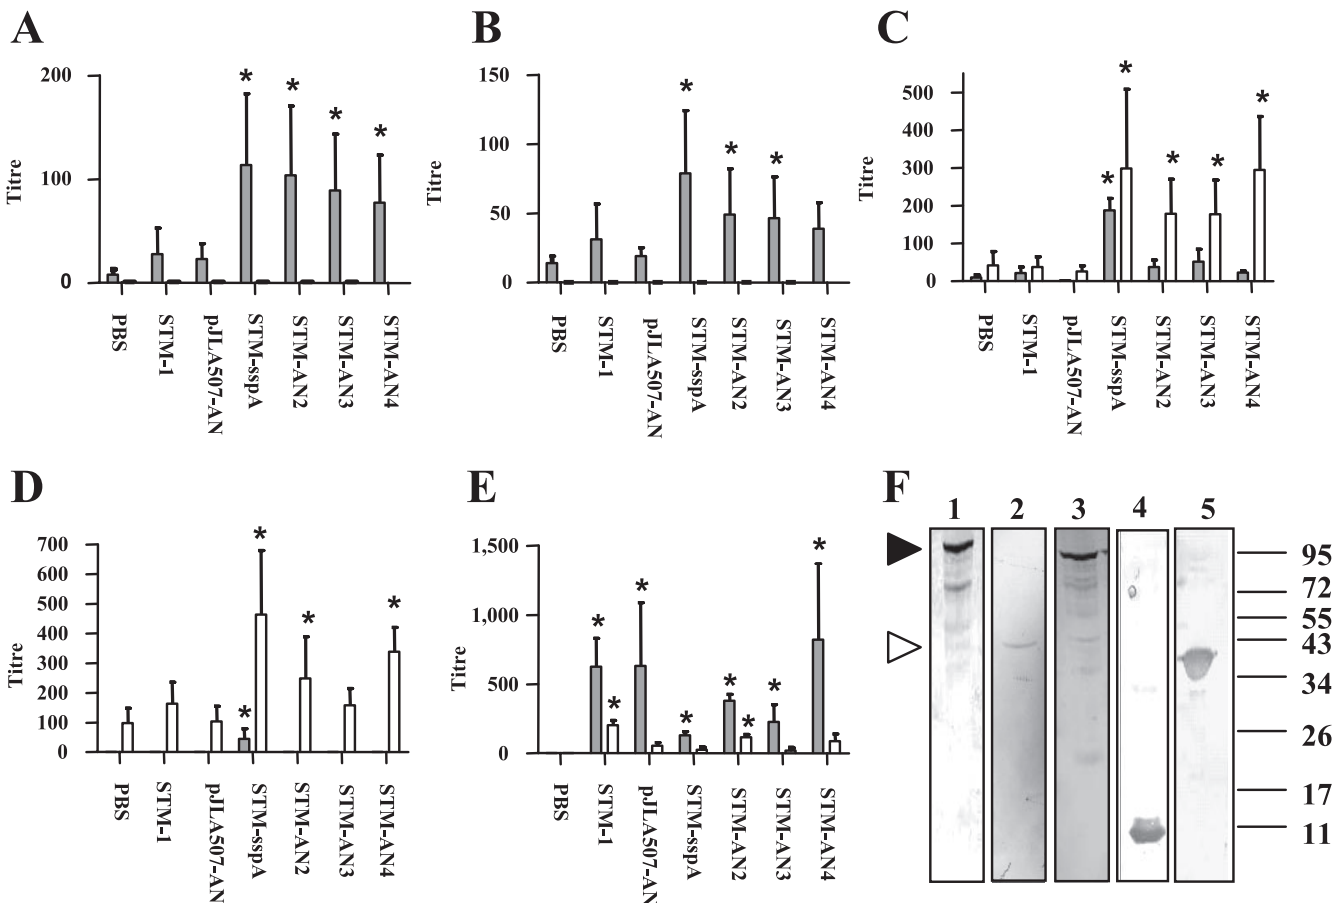 A
B
C
200
100
0
Titre
* * * *
PBS
STM-1
pJLA507-AN
STM-sspA
STM-AN2
STM-AN3
STM-AN4
150
100
50
0
Titre
* * *
PBS
STM-1
pJLA507-AN
STM-sspA
STM-AN2
STM-AN3
STM-AN4
500
400
300
200
100
0
Titre
* * * * *
PBS
STM-1
pJLA507-AN
STM-sspA
STM-AN2
STM-AN3
STM-AN4
D
E
F
700
600
500
400
300
200
100
0
Titre
* * * *
PBS
STM-1
pJLA507-AN
STM-sspA
STM-AN2
STM-AN3
STM-AN4
1,500
1,000
500
0
Titre
* * * * * * * *
PBS
STM-1
pJLA507-AN
STM-sspA
STM-AN2
STM-AN3
STM-AN4
1 2 3 4 5
95
72
55
43
34
26
17
11